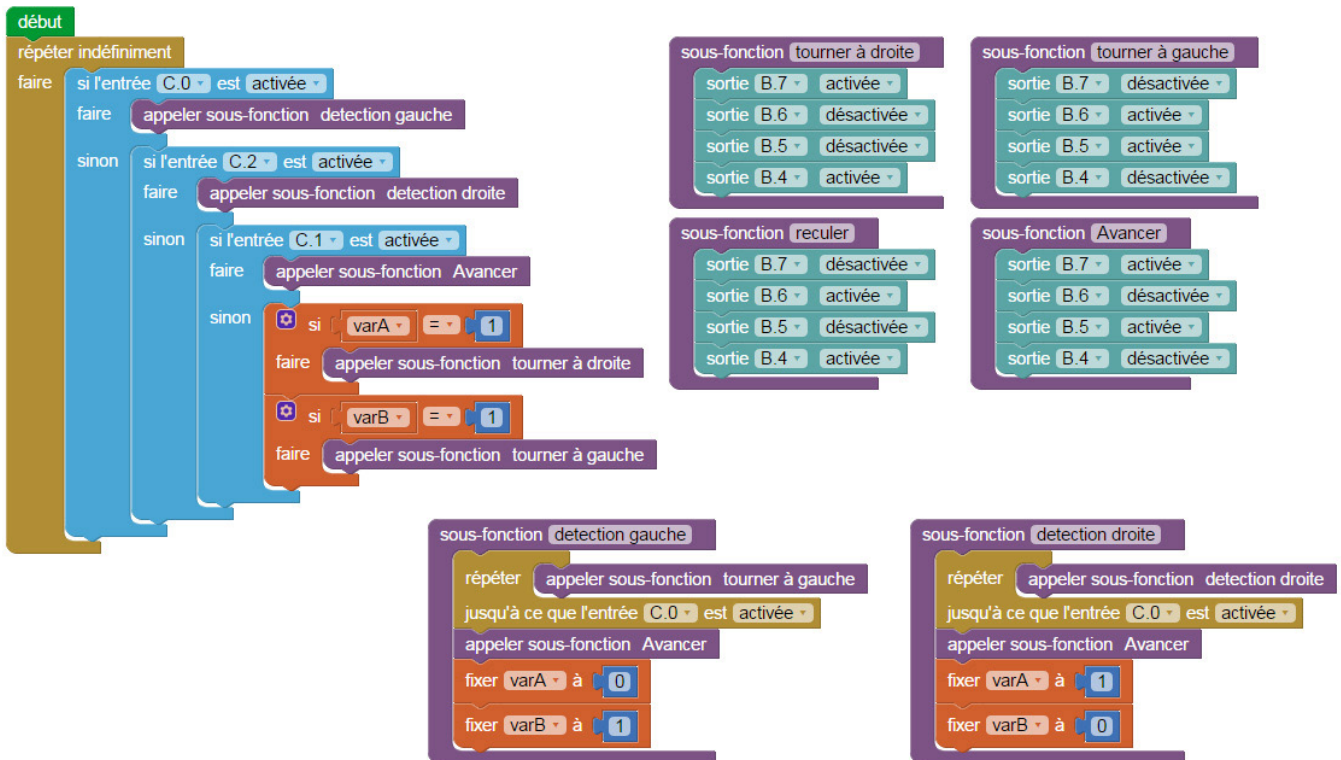 début
répéter indéfiniment
faire si l'entrée C.0 est activée
faire appeler sous-fonction detection gauche
sinon si l'entrée C.2 est activée
faire appeler sous-fonction detection droite
sinon si l'entrée C.1 est activée
faire appeler sous-fonction Avancer
sinon si varA = 1
faire appeler sous-fonction tourner à droite
si varB = 1
faire appeler sous-fonction tourner à gauche
sous-fonction tourner à droite
sortie B.7 activée
sortie B.6 désactivée
sortie B.5 désactivée
sortie B.4 activée
sous-fonction tourner à gauche
sortie B.7 désactivée
sortie B.6 activée
sortie B.5 activée
sortie B.4 désactivée
sous-fonction reculer
sortie B.7 désactivée
sortie B.6 activée
sortie B.5 désactivée
sortie B.4 activée
sous-fonction Avancer
sortie B.7 activée
sortie B.6 désactivée
sortie B.5 activée
sortie B.4 désactivée
sous-fonction detection gauche
répéter appeler sous-fonction tourner à gauche
jusqu'à ce que l'entrée C.0 est activée
appeler sous-fonction Avancer
fixer varA à 0
fixer varB à 1
sous-fonction detection droite
répéter appeler sous-fonction detection droite
jusqu'à ce que l'entrée C.0 est activée
appeler sous-fonction Avancer
fixer varA à 1
fixer varB à 0